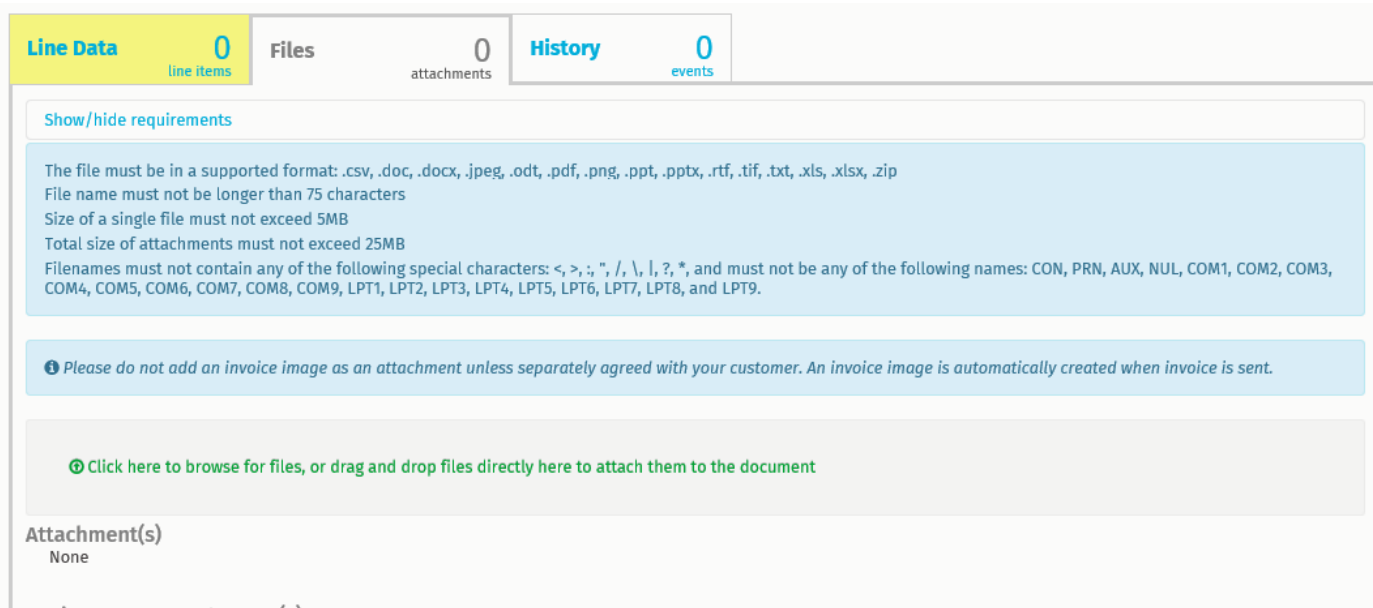 Line Data 0 line items
Files 0 attachments
History 0 events
Show/hide requirements
The file must be in a supported format: .csv, .doc, .docx, .jpeg, .odt, .pdf, .png, .ppt, .pptx, .rtf, .tif, .txt, .xls, .xlsx, .zip
File name must not be longer than 75 characters
Size of a single file must not exceed 5MB
Total size of attachments must not exceed 25MB
Filenames must not contain any of the following special characters: <, >, :, ", /, \, |, ?, *, and must not be any of the following names: CON, PRN, AUX, NUL, COM1, COM2, COM3,
COM4, COM5, COM6, COM7, COM8, COM9, LPT1, LPT2, LPT3, LPT4, LPT5, LPT6, LPT7, LPT8, and LPT9.
Please do not add an invoice image as an attachment unless separately agreed with your customer. An invoice image is automatically created when invoice is sent.
Click here to browse for files, or drag and drop files directly here to attach them to the document
Attachment(s)
None